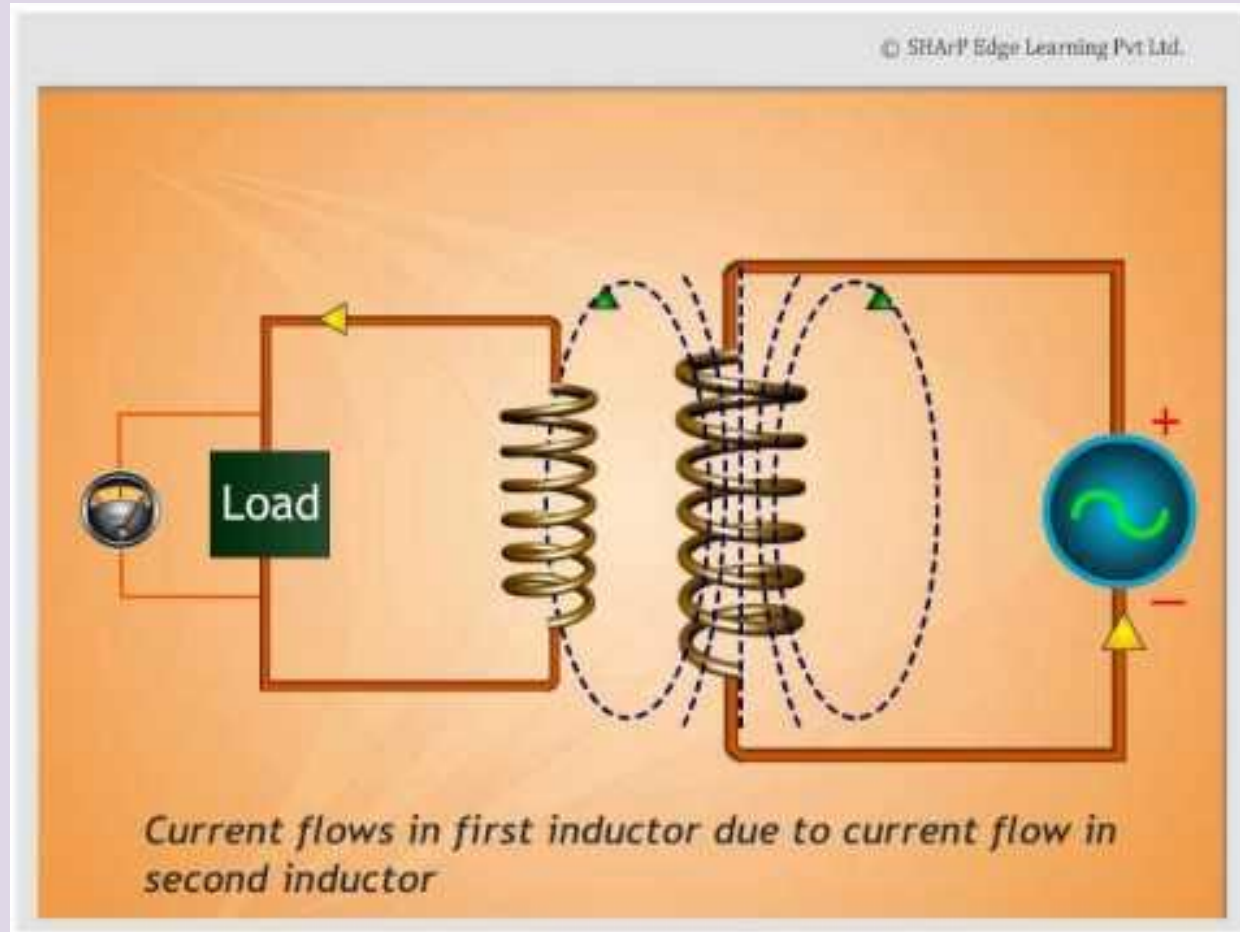 © SHArP Edge Learning Pvt Ltd.
+
Load
−
Current flows in first inductor due to current flow in
second inductor